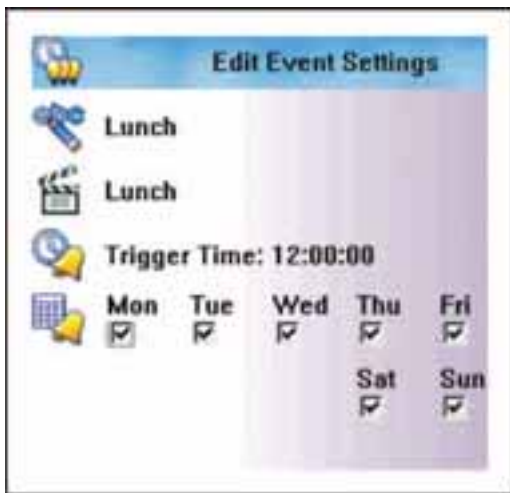 Edit Event Settings
Lunch
Lunch
Trigger Time: 12:00:00
Mon Tue Wed Thu Fri
Sat Sun